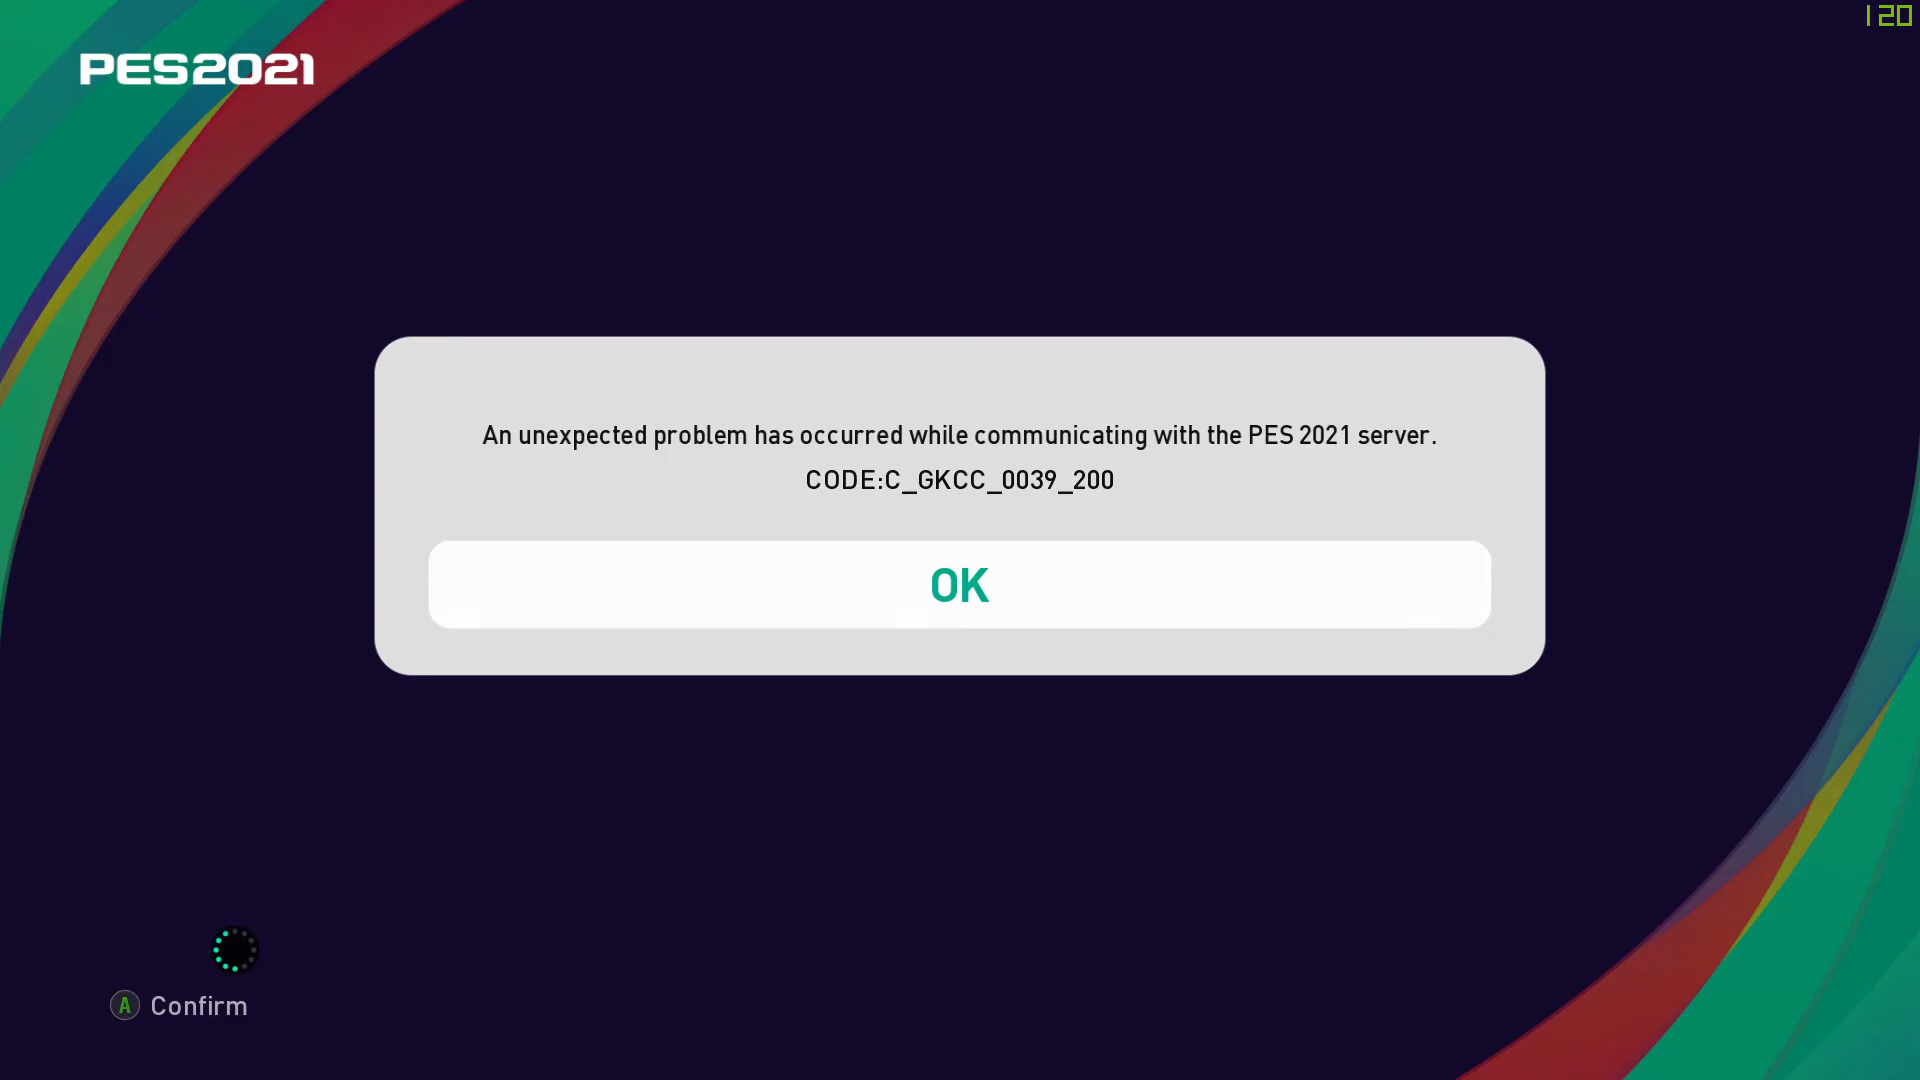 120
PES2021
An unexpected problem has occurred while communicating with the PES 2021 server.
CODE:C_GKCC_0039_200
OK
A Confirm